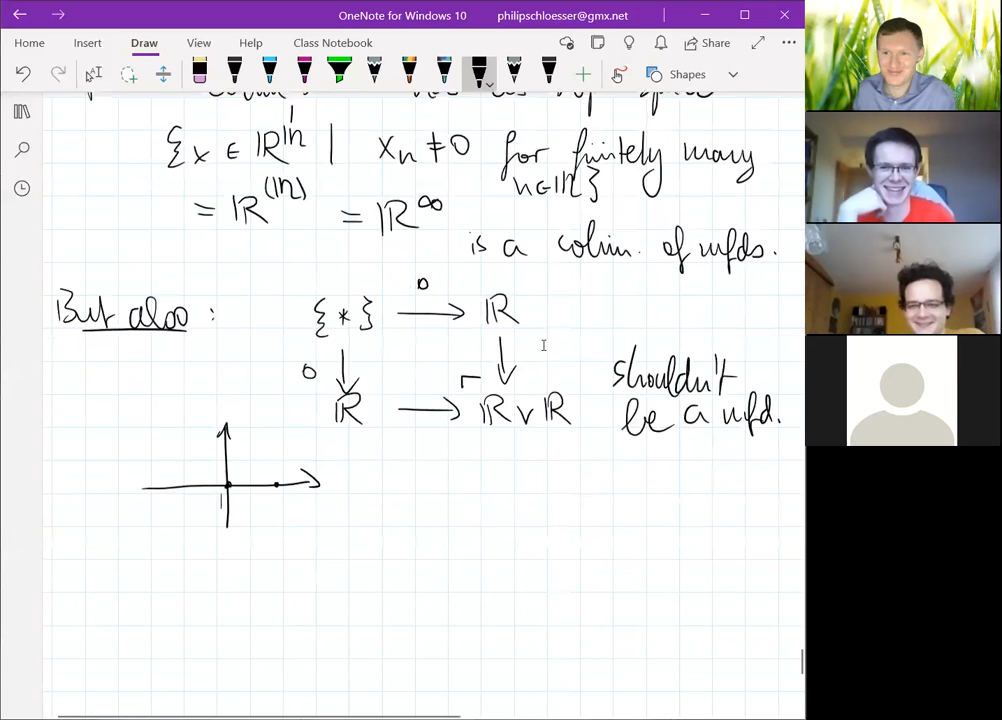 OneNote for Windows 10 philipschloesser@gmx.net
Home Insert Draw View Help Class Notebook Share
Shapes
{x ∈ ℝ^ℕ | x_n ≠ 0 for finitely many
n∈ℕ}
= ℝ^(ℕ) = ℝ^∞
is a colim. of mfds.
But also : {*} 0→ ℝ
0↓ ↓
ℝ → ℝ∨ℝ
shouldn't
be a mfd.